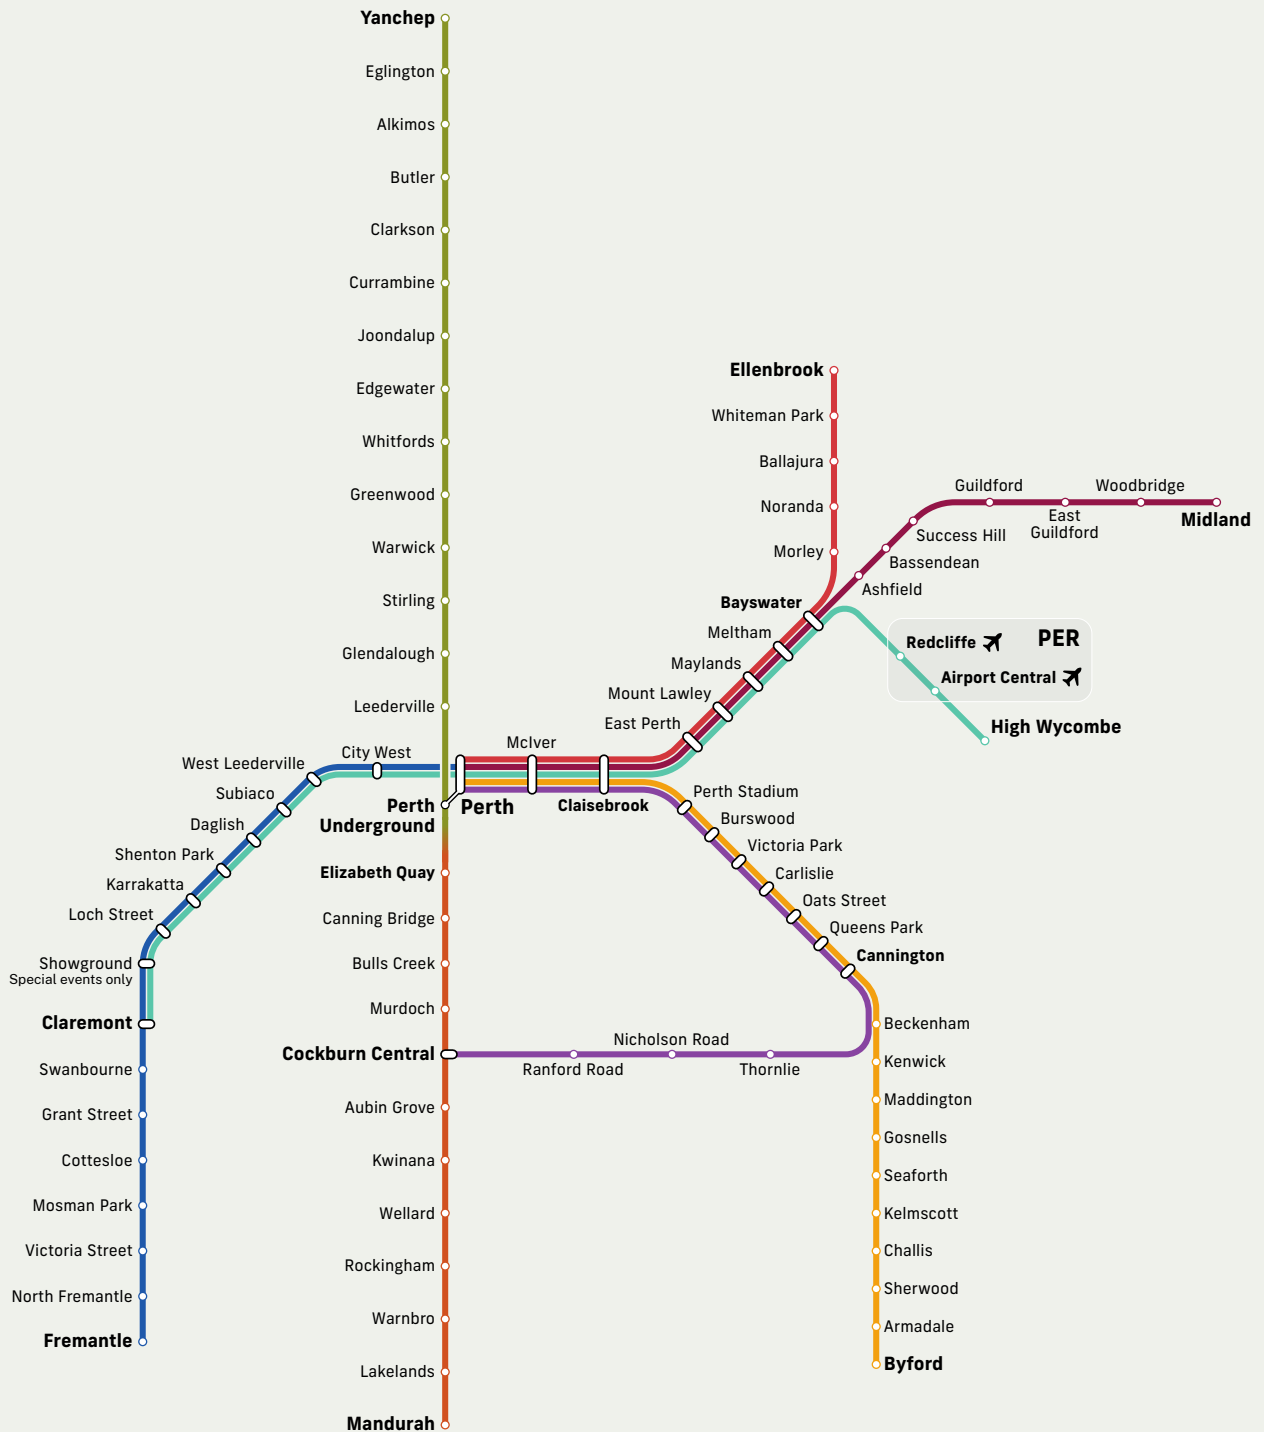 Yanchep
Eglington
Alkimos
Butler
Clarkson
Currambine
Joondalup
Edgewater
Whitfords
Greenwood
Warwick
Stirling
Glendalough
Leederville
Ellenbrook
Whiteman Park
Ballajura
Noranda
Morley
Bayswater
Meltham
Maylands
Mount Lawley
East Perth
Guildford
Woodbridge
East
Guildford
Midland
Success Hill
Bassendean
Ashfield
Redcliffe
PER
Airport Central
High Wycombe
McIver
Claisebrook
City West
West Leederville
Subiaco
Daglish
Shenton Park
Karrakatta
Loch Street
Showground
Special events only
Claremont
Swanbourne
Grant Street
Cottesloe
Mosman Park
Victoria Street
North Fremantle
Fremantle
Perth
Underground
Perth
Elizabeth Quay
Canning Bridge
Bulls Creek
Murdoch
Cockburn Central
Aubin Grove
Kwinana
Wellard
Rockingham
Warnbro
Lakelands
Mandurah
Perth Stadium
Burswood
Victoria Park
Carlislie
Oats Street
Queens Park
Cannington
Nicholson Road
Ranford Road
Thornlie
Beckenham
Kenwick
Maddington
Gosnells
Seaforth
Kelmscott
Challis
Sherwood
Armadale
Byford